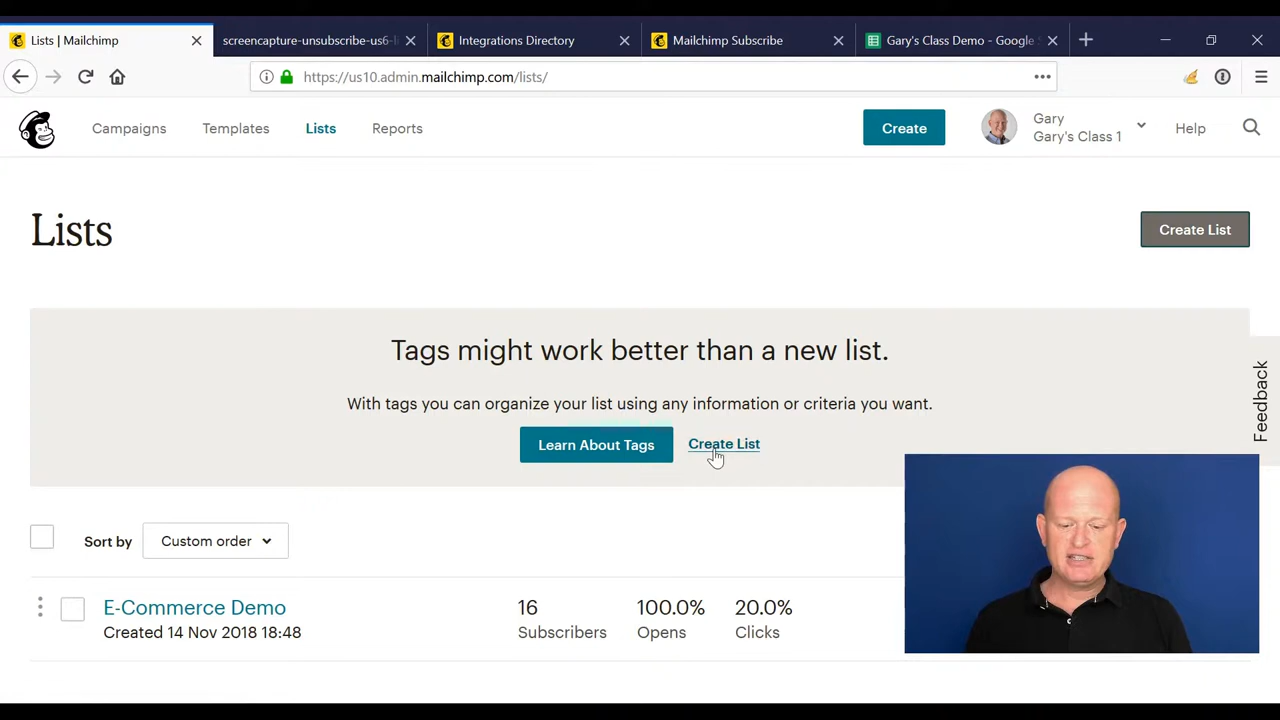 Lists | Mailchimp
screencapture-unsubscribe-us6-li
Integrations Directory
Mailchimp Subscribe
Gary's Class Demo - Google
https://us10.admin.mailchimp.com/lists/
Campaigns
Templates
Lists
Reports
Create
Gary
Gary's Class 1
Help
Lists
Create List
Tags might work better than a new list.
With tags you can organize your list using any information or criteria you want.
Learn About Tags
Create List
Feedback
Sort by
Custom order
E-Commerce Demo
Created 14 Nov 2018 18:48
16
Subscribers
100.0%
Opens
20.0%
Clicks